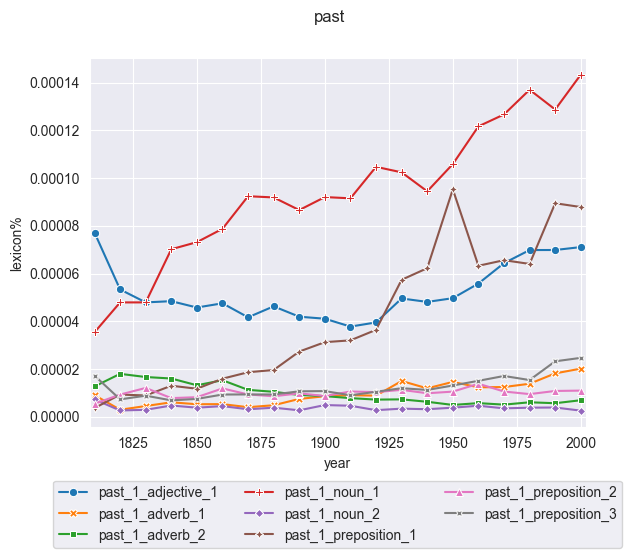 past
0.00014
0.00012
0.00010
0.00008
0.00006
0.00004
0.00002
0.00000
lexicon%
1825 1850 1875 1900 1925 1950 1975 2000
year
past_1_adjective_1 past_1_noun_1 past_1_preposition_2
past_1_adverb_1 past_1_noun_2 past_1_preposition_3
past_1_adverb_2 past_1_preposition_1